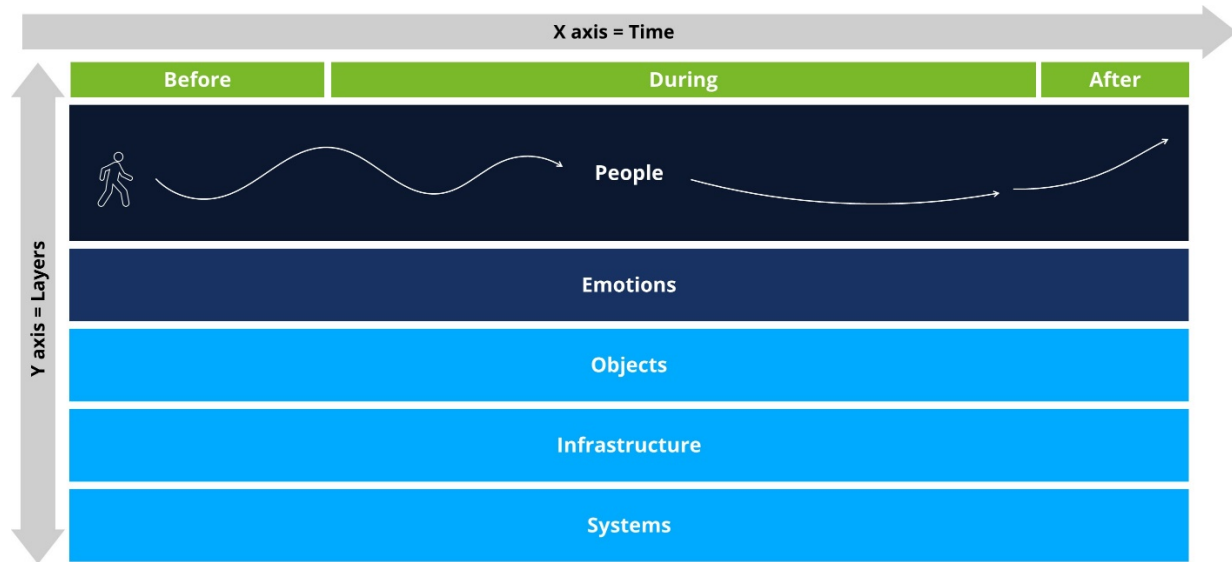 X axis = Time
Y axis = Layers
Before
During
After
People
Emotions
Objects
Infrastructure
Systems